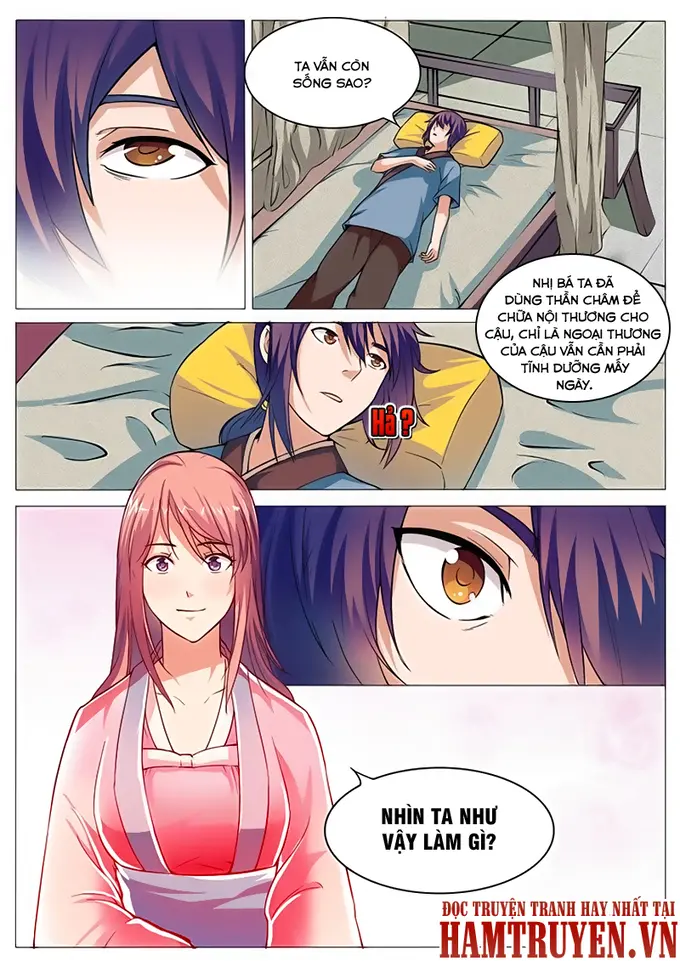 TA VẪN CÒN
SỐNG SAO?
NHỊ BÁ TA ĐÃ
DÙNG THẦN CHÂM ĐỂ
CHỮA NỘI THƯƠNG CHO
CẬU, CHỈ LÀ NGOẠI THƯƠNG
CỦA CẬU VẪN CẦN PHẢI
TĨNH DƯỠNG MẤY
NGÀY.
Hả ?
NHÌN TA NHƯ
VẬY LÀM GÌ?
ĐỌC TRUYỆN TRANH HAY NHẤT TẠI
HAMTRUYEN.VN